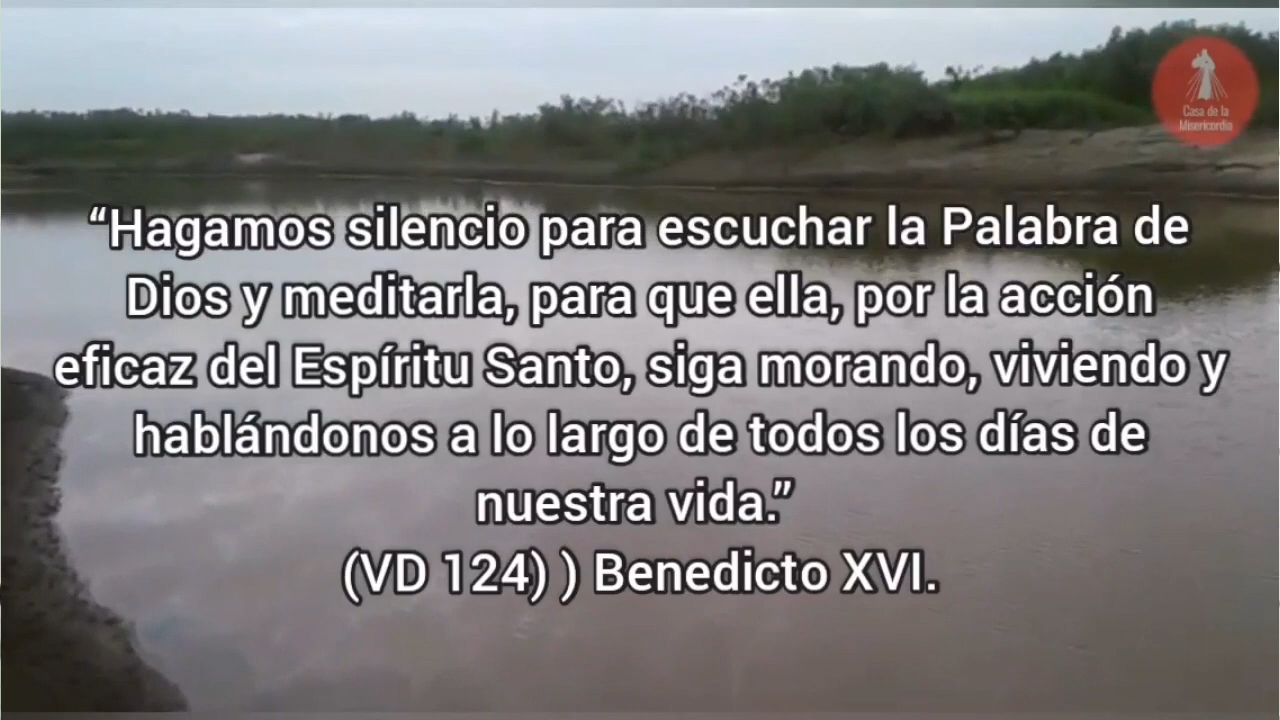 Casa de la
Misericordia
“Hagamos silencio para escuchar la Palabra de
Dios y meditarla, para que ella, por la acción
eficaz del Espíritu Santo, siga morando, viviendo y
hablándonos a lo largo de todos los días de
nuestra vida.”
(VD 124) ) Benedicto XVI.